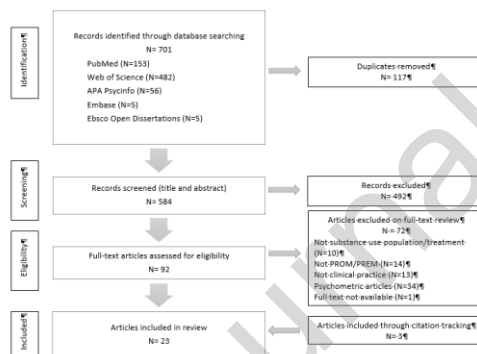 Identification¶
Records identified through database searching
N= 701
PubMed (N=153)
Web of Science (N=482)
APA Psycinfo (N=56)
Embase (N=5)
Ebsco Open Dissertations (N=5)
Duplicates·removed¶
N=·117¶
Screening¶
Records screened (title and abstract)
N= 584
Records·excluded¶
N=·492¶
Eligibility¶
Full-text articles assessed for eligibility
N= 92
Articles·excluded·on·full-text·review¶
N·=·72¶
Not·substance·use·population/treatment·
(N=10)¶
Not·PROM/PREM·(N=14)¶
Not·clinical·practice·(N=13)¶
Psychometric·articles·(N=34)¶
Full·text·not·available·(N=1)¶
Included¶
Articles included in review
N= 23
Articles·included·through·citation·tracking¶
N=·3¶